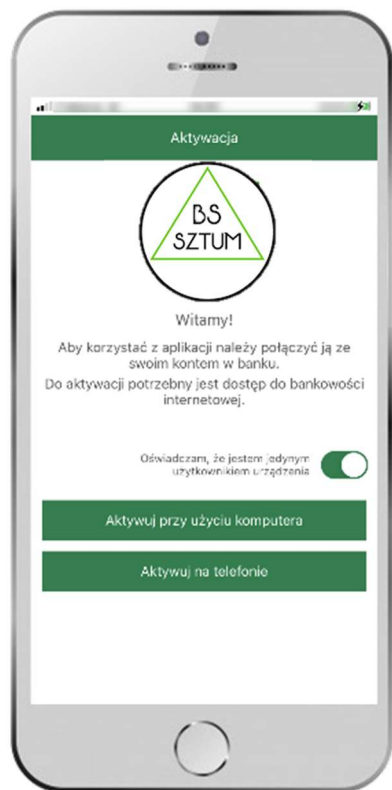 Aktywacja
BS
SZTUM
Witamy!
Aby korzystać z aplikacji należy połączyć ją ze
swoim kontem w banku.
Do aktywacji potrzebny jest dostęp do bankowości
internetowej.
Oświadczam, że jestem jedynym
użytkownikiem urządzenia
Aktywuj przy użyciu komputera
Aktywuj na telefonie